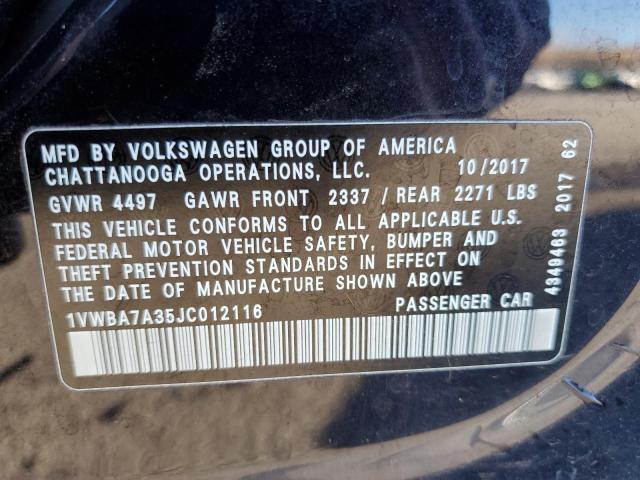 MFD BY VOLKSWAGEN GROUP OF AMERICA
CHATTANOOGA OPERATIONS, LLC. 10/2017
GVWR 4497 GAWR FRONT 2337 / REAR 2271 LBS
THIS VEHICLE CONFORMS TO ALL APPLICABLE U.S.
FEDERAL MOTOR VEHICLE SAFETY, BUMPER AND
THEFT PREVENTION STANDARDS IN EFFECT ON
THE DATE OF MANUFACTURE SHOWN ABOVE
1VWBA7A35JC012116 PASSENGER CAR
4349463 2017 62